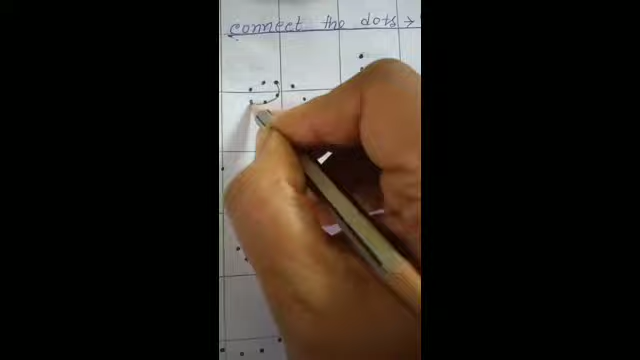 connect the dots →